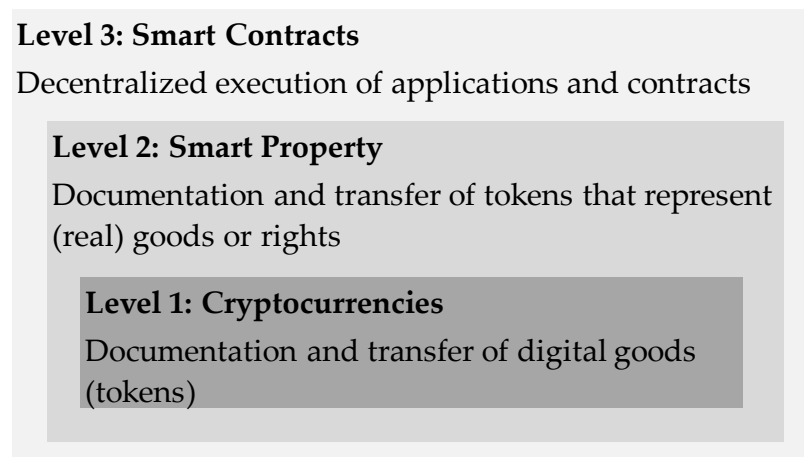 Level 3: Smart Contracts
Decentralized execution of applications and contracts
Level 2: Smart Property
Documentation and transfer of tokens that represent
(real) goods or rights
Level 1: Cryptocurrencies
Documentation and transfer of digital goods
(tokens)